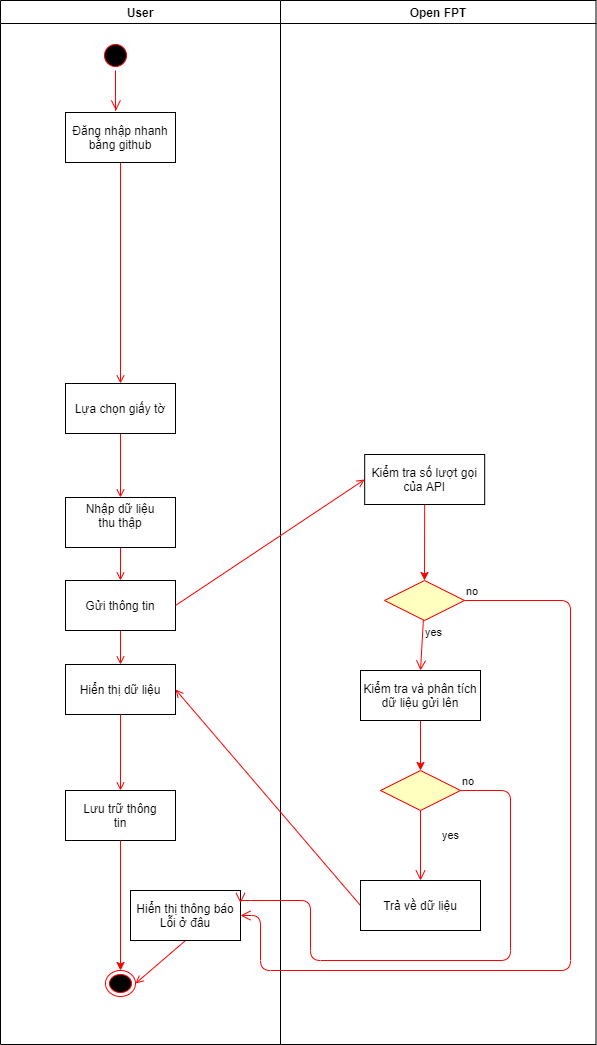 User
Open FPT
Đăng nhập nhanh
bằng github
Lựa chọn giấy tờ
Kiểm tra số lượt gọi
của API
Nhập dữ liệu
thu thập
no
Gửi thông tin
yes
Hiển thị dữ liệu
Kiểm tra và phân tích
dữ liệu gửi lên
no
Lưu trữ thông
tin
yes
Hiển thị thông báo
Lỗi ở đâu
Trả về dữ liệu